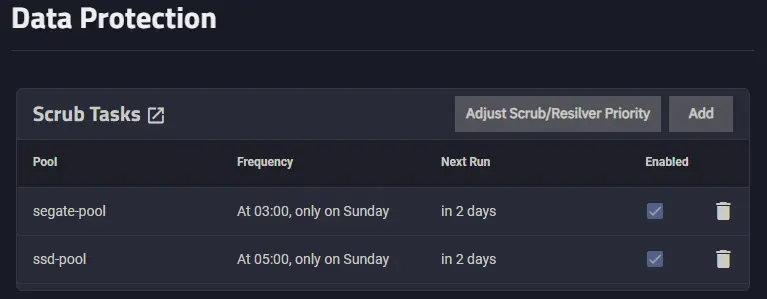 Data Protection
Scrub Tasks
Adjust Scrub/Resilver Priority
Add
Pool Frequency Next Run Enabled
segate-pool At 03:00, only on Sunday in 2 days
ssd-pool At 05:00, only on Sunday in 2 days